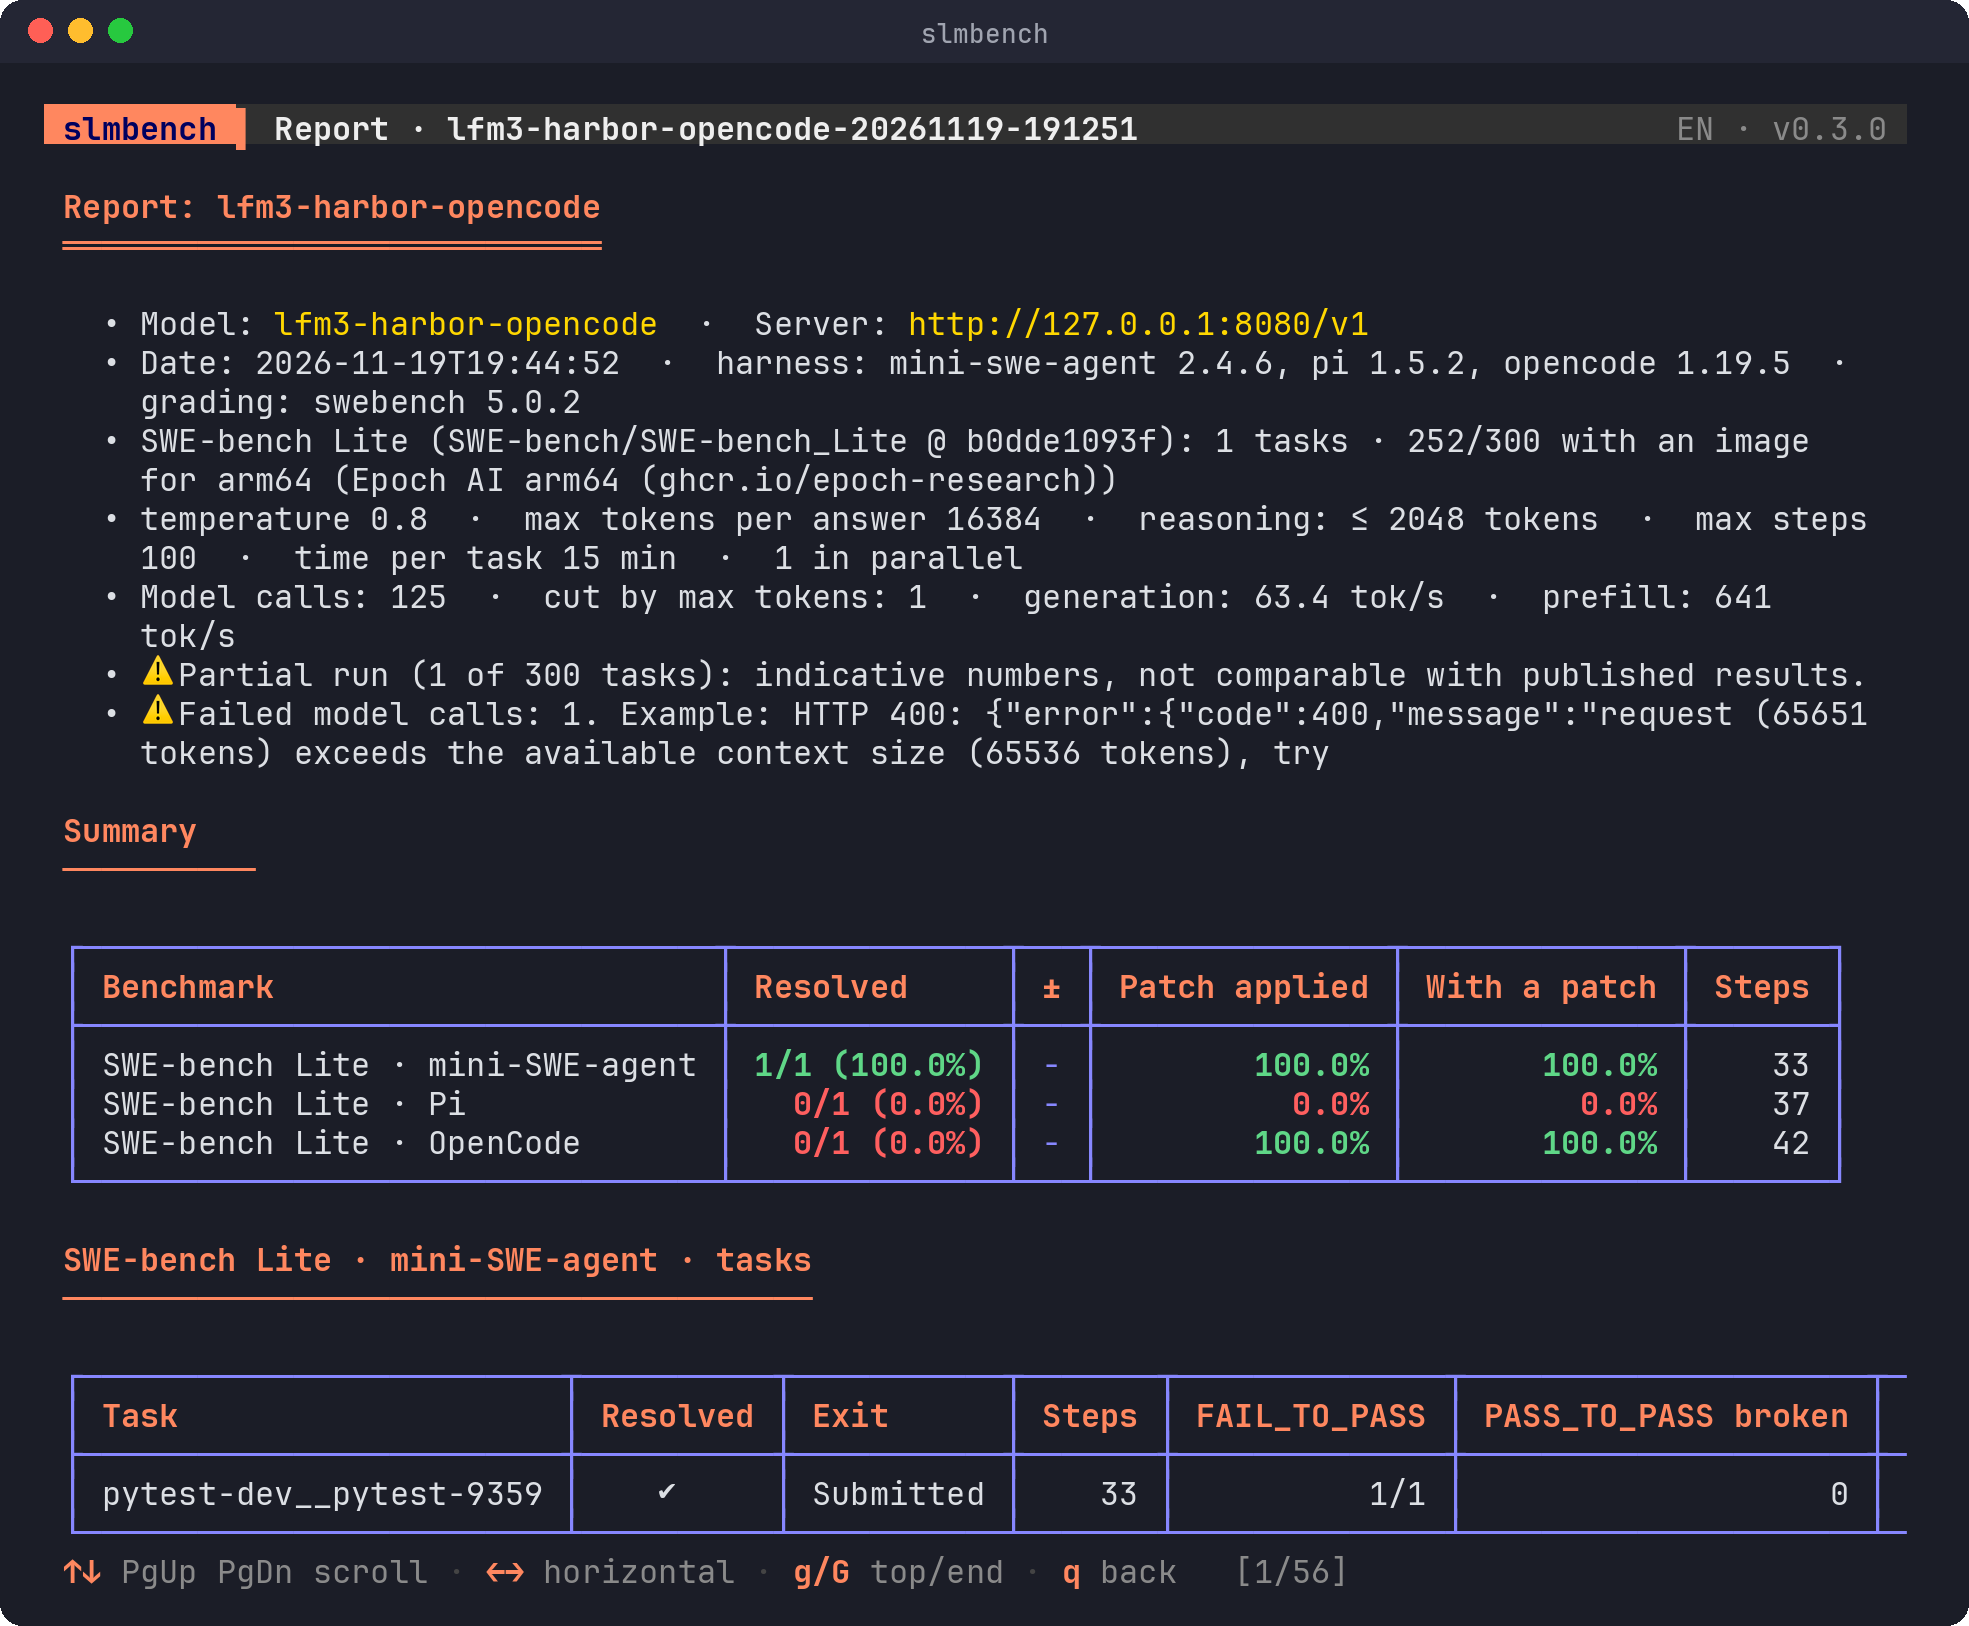 slmbench
slmbench Report · lfm3-harbor-opencode-20261119-191251 EN · v0.3.0
Report: lfm3-harbor-opencode
• Model: lfm3-harbor-opencode · Server: http://127.0.0.1:8080/v1
• Date: 2026-11-19T19:44:52 · harness: mini-swe-agent 2.4.6, pi 1.5.2, opencode 1.19.5 ·
grading: swebench 5.0.2
• SWE-bench Lite (SWE-bench/SWE-bench_Lite @ b0dde1093f): 1 tasks · 252/300 with an image
for arm64 (Epoch AI arm64 (ghcr.io/epoch-research))
• temperature 0.8 · max tokens per answer 16384 · reasoning: ≤ 2048 tokens · max steps
100 · time per task 15 min · 1 in parallel
• Model calls: 125 · cut by max tokens: 1 · generation: 63.4 tok/s · prefill: 641
tok/s
• ⚠️Partial run (1 of 300 tasks): indicative numbers, not comparable with published results.
• ⚠️Failed model calls: 1. Example: HTTP 400: {"error":{"code":400,"message":"request (65651
tokens) exceeds the available context size (65536 tokens), try
Summary
Benchmark Resolved ± Patch applied With a patch Steps
SWE-bench Lite · mini-SWE-agent 1/1 (100.0%) - 100.0% 100.0% 33
SWE-bench Lite · Pi 0/1 (0.0%) - 0.0% 0.0% 37
SWE-bench Lite · OpenCode 0/1 (0.0%) - 100.0% 100.0% 42
SWE-bench Lite · mini-SWE-agent · tasks
Task Resolved Exit Steps FAIL_TO_PASS PASS_TO_PASS broken
pytest-dev__pytest-9359 ✔ Submitted 33 1/1 0
↑↓ PgUp PgDn scroll · ←→ horizontal · g/G top/end · q back [1/56]